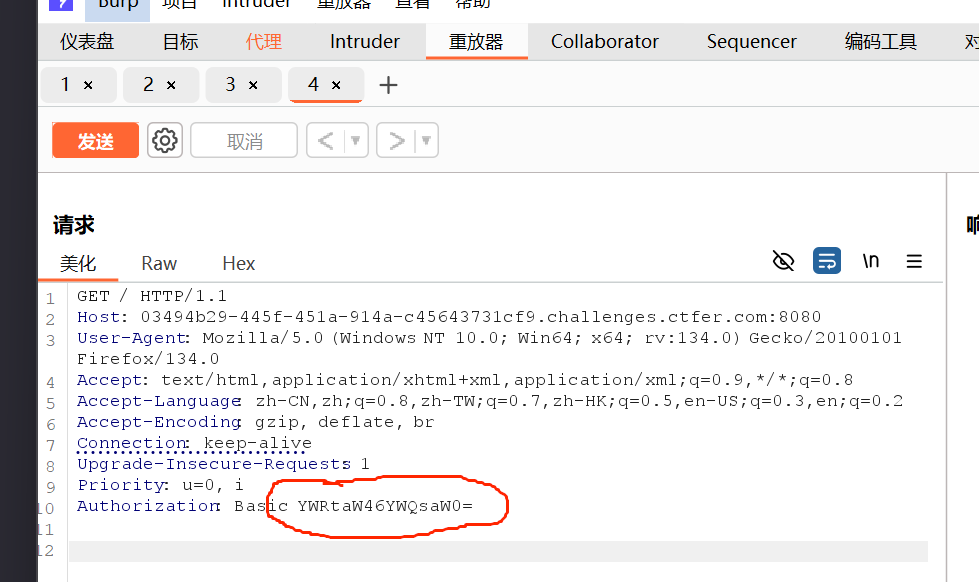 Burp 项目 Intruder 重放器 查看 帮助
仪表盘 目标 代理 Intruder 重放器 Collaborator Sequencer 编码工具 对
1 × 2 × 3 × 4 × +
发送 取消 < ▼ > ▼
请求
响
美化 Raw Hex \n
1 GET / HTTP/1.1
2 Host: 03494b29-445f-451a-914a-c45643731cf9.challenges.ctfer.com:8080
3 User-Agent: Mozilla/5.0 (Windows NT 10.0; Win64; x64; rv:134.0) Gecko/20100101
Firefox/134.0
4 Accept: text/html,application/xhtml+xml,application/xml;q=0.9,*/*;q=0.8
5 Accept-Language: zh-CN,zh;q=0.8,zh-TW;q=0.7,zh-HK;q=0.5,en-US;q=0.3,en;q=0.2
6 Accept-Encoding: gzip, deflate, br
7 Connection: keep-alive
8 Upgrade-Insecure-Requests: 1
9 Priority: u=0, i
10 Authorization: Basic YWRtaW46YWQsaW0=
11
12